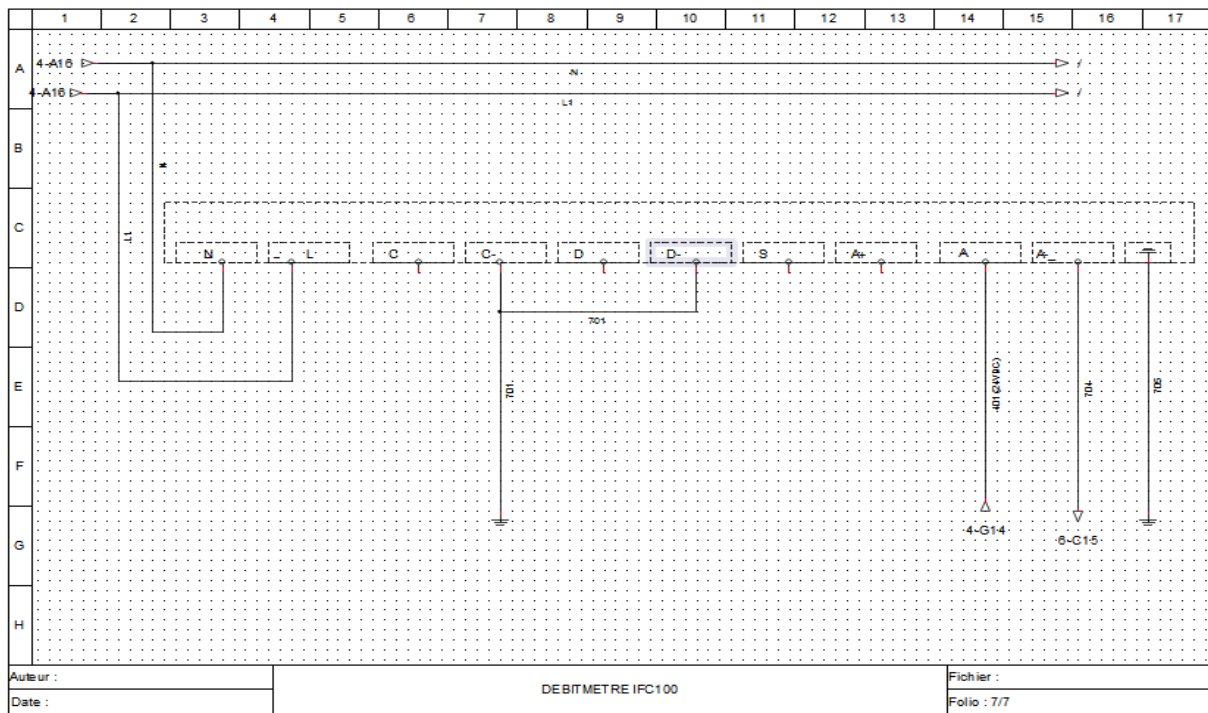 1 2 3 4 5 6 7 8 9 10 11 12 13 14 15 16 17
A
4-A16
N
/
4-A16
L1
/
B
N
C
L1
N
_ L
C
C-
D
D-
S
A+
A
A-_
D
701
E
701
401 (24VDC)
704
705
F
G
4-G14
6-C15
H
Auteur :
DEBITMETRE IFC100
Fichier :
Date :
Folio : 7/7